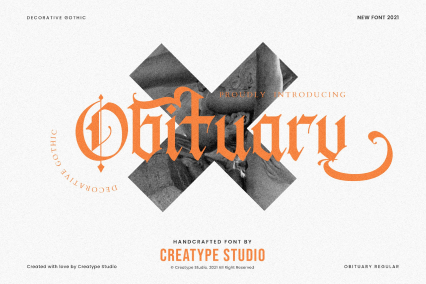 DECORATIVE GOTHIC
NEW FONT 2021
PROUDLY INTRODUCING
Obituary
DECORATIVE GOTHIC
HANDCRAFTED FONT BY
CREATYPE STUDIO
© Creatype Studio, 2021 All Right Reserved
Created with love by Creatype Studio
OBITUARY REGULAR